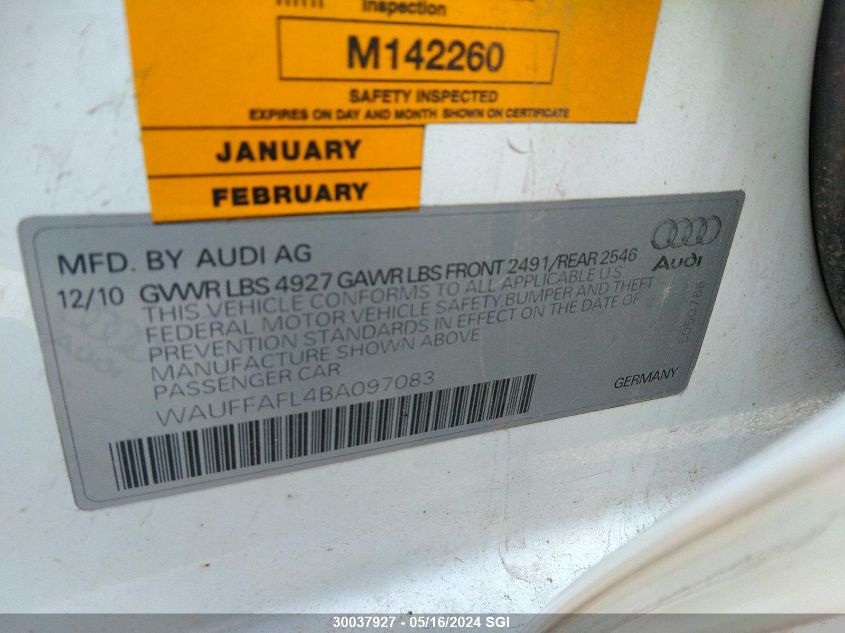 Inspection
M142260
SAFETY INSPECTED
EXPIRES ON DAY AND MONTH SHOWN ON CERTIFICATE
JANUARY
FEBRUARY
MFD. BY AUDI AG
Audi
12/10 GVWR LBS 4927 GAWR LBS FRONT 2491/REAR 2546
THIS VEHICLE CONFORMS TO ALL APPLICABLE U.S
FEDERAL MOTOR VEHICLE SAFETY, BUMPER AND THEFT
PREVENTION STANDARDS IN EFFECT ON THE DATE OF
MANUFACTURE SHOWN ABOVE
PASSENGER CAR
WAUFFAFL4BA097083
GERMANY
30037927 - 05/16/2024 SGI